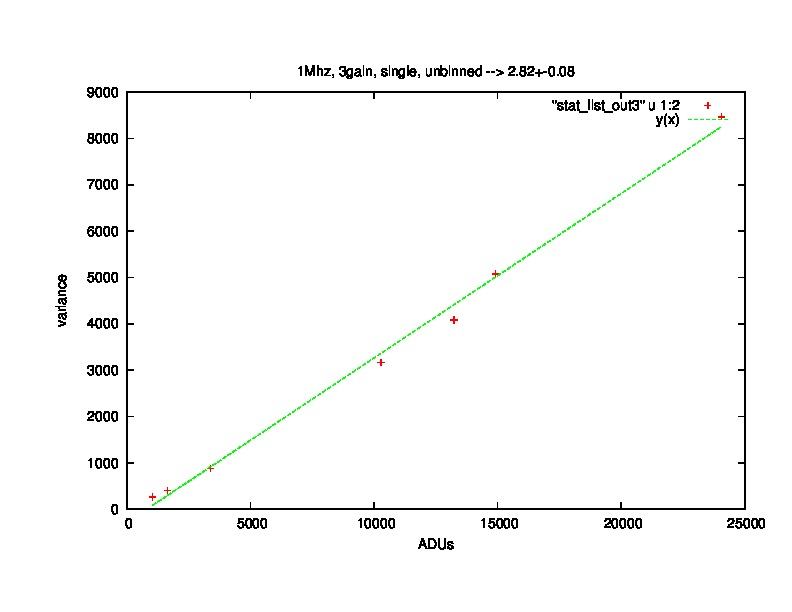 1Mhz, 3gain, single, unbinned --> 2.82+-0.08
"stat_list_out3" u 1:2
y(x)
9000
8000
7000
6000
5000
4000
3000
2000
1000
0
variance
0 5000 10000 15000 20000 25000
ADUs